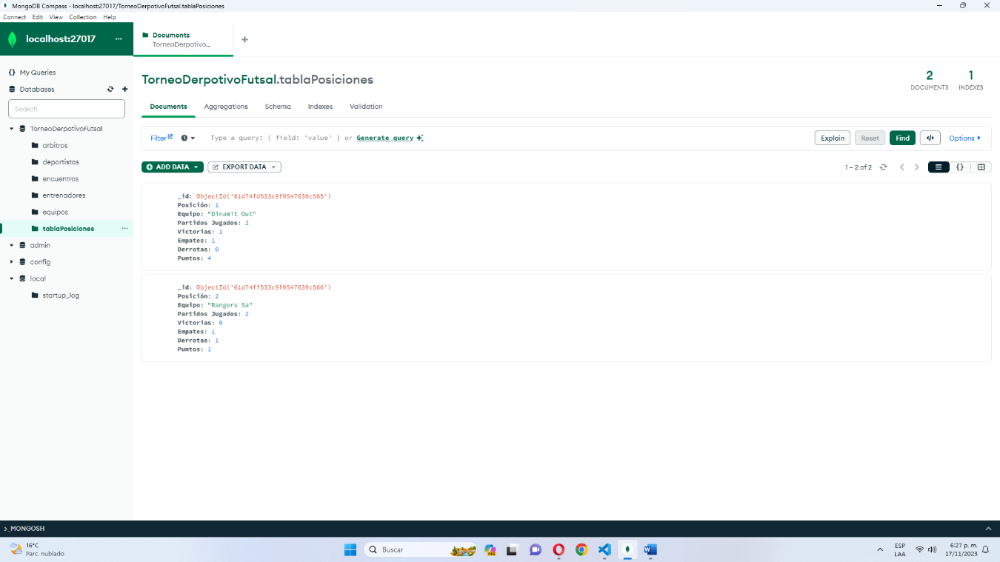 MongoDB Compass - localhost:27017/TorneoDerpotivoFutsal.tablaPosiciones
Connect Edit View Collection Help
localhost:27017 ...
Documents
TorneoDerpotivo...
My Queries
Databases
Search
TorneoDerpotivoFutsal
arbitros
deportistas
encuentros
entrenadores
equipos
tablaPosiciones
admin
config
local
startup_log
TorneoDerpotivoFutsal.tablaPosiciones
2
DOCUMENTS
1
INDEXES
Documents Aggregations Schema Indexes Validation
Filter Type a query: { field: 'value' } or Generate query Explain Reset Find </> Options
ADD DATA EXPORT DATA 1 – 2 of 2 {}
_id: ObjectId('61d74fd533c9f0547630c565')
Posición: 1
Equipo: "Dinamit Out"
Partidos Jugados: 2
Victorias: 1
Empates: 1
Derrotas: 0
Puntos: 4
_id: ObjectId('61d74ff533c9f0547630c566')
Posición: 2
Equipo: "Rangers Sa"
Partidos Jugados: 2
Victorias: 0
Empates: 1
Derrotas: 1
Puntos: 1
>_MONGOSH
16°C
Parc. nublado
Buscar
PRE
ESP
LAA
6:27 p. m.
17/11/2023